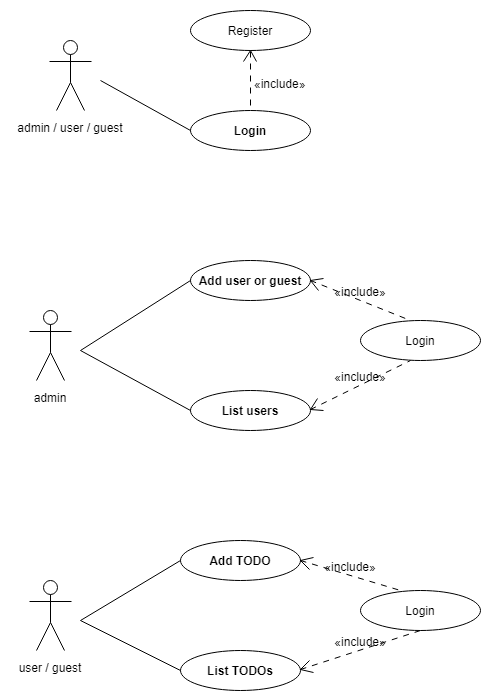 Register
«include»
admin / user / guest
Login
Add user or guest
«include»
Login
«include»
admin
List users
Add TODO
«include»
Login
«include»
user / guest
List TODOs